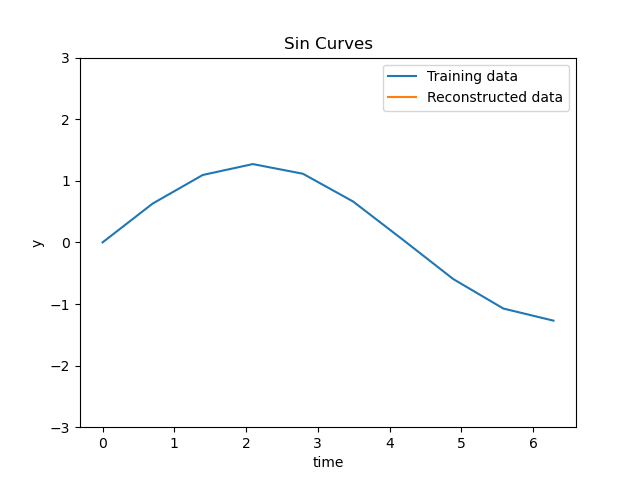 Sin Curves
Training data
Reconstructed data
3
2
1
0
−1
−2
−3
y
0 1 2 3 4 5 6
time